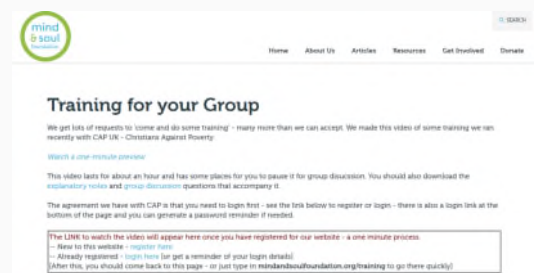 mind
& soul
foundation
SEARCH
Home About Us Articles Resources Get Involved Donate
Training for your Group
We get lots of requests to 'come and do some training' - many more than we can accept. We made this video of some training we ran
recently with CAP UK - Christians Against Poverty.
Watch a one-minute preview
This video lasts for about an hour and has some places for you to pause it for group disucssion. You should also download the
explanatory notes and group discussion questions that accompany it.
The agreement we have with CAP is that you need to login first - see the link below to register or login - there is also a login link at the
bottom of the page and you can generate a password reminder if needed.
The LINK to watch the video will appear here once you have registered for our website - a one minute process.
-- New to this website - register here
-- Already registered - login here [or get a reminder of your login details]
[After this, you should come back to this page - or just type in mindandsoulfoundation.org/training to go there quickly]